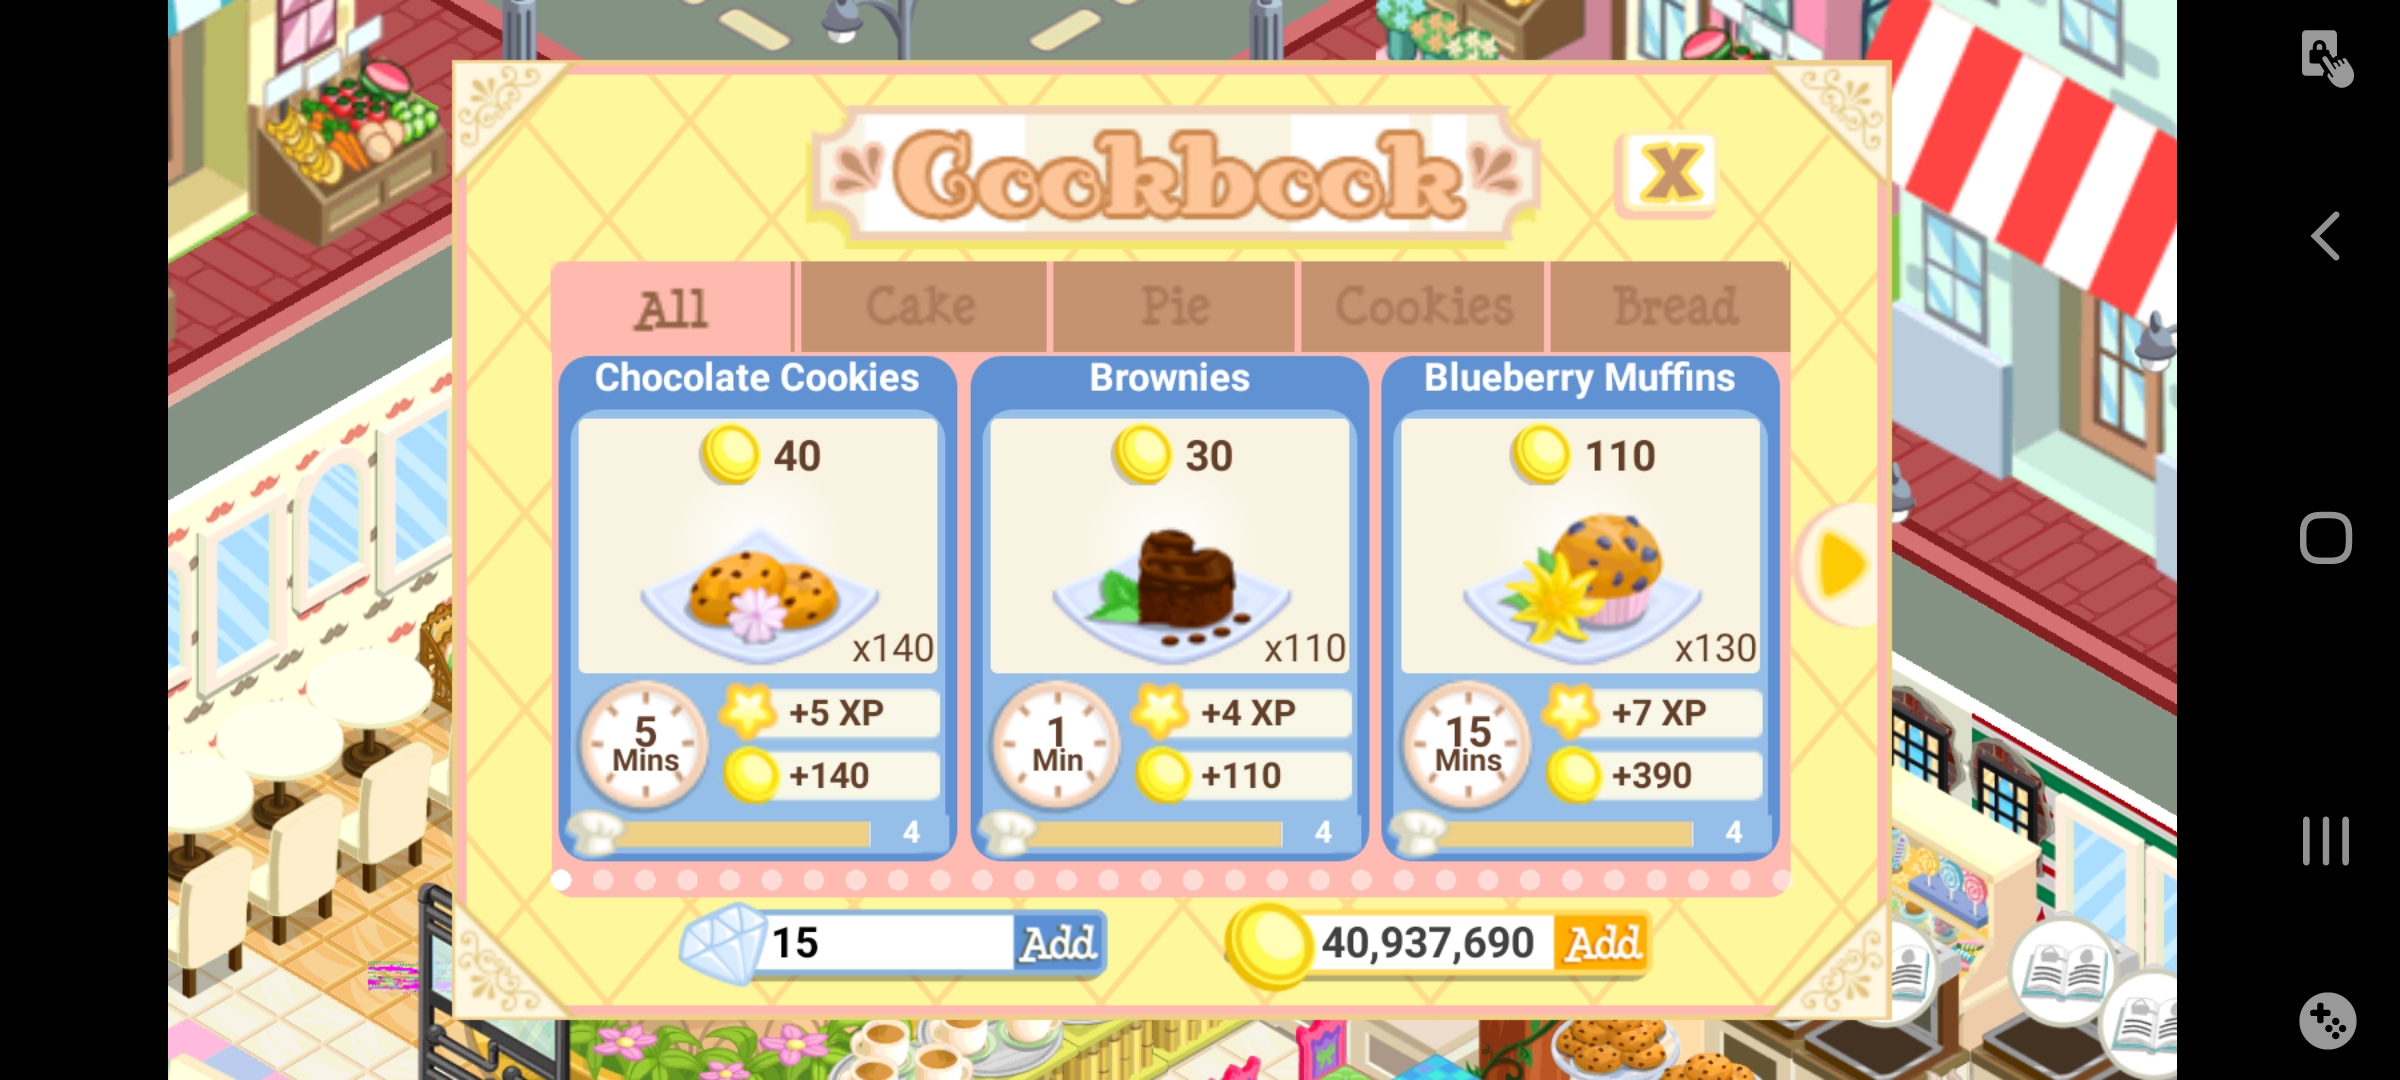 Cookbook
X
All Cake Pie Cookies Bread
Chocolate Cookies
40
x140
5
Mins
+5 XP
+140
4
Brownies
30
x110
1
Min
+4 XP
+110
4
Blueberry Muffins
110
x130
15
Mins
+7 XP
+390
4
15 Add
40,937,690 Add